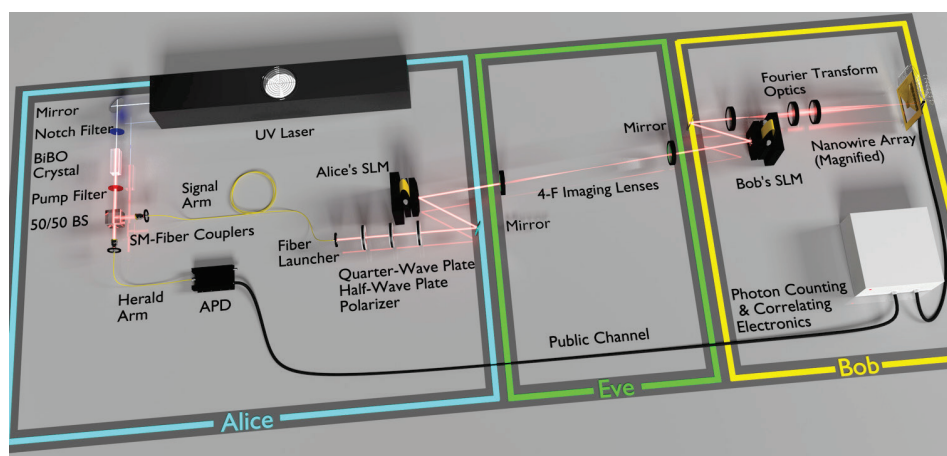 Mirror
Notch Filter
BiBO
Crystal
Pump Filter
50/50 BS
UV Laser
Signal
Arm
SM-Fiber Couplers
Herald
Arm
APD
Fiber
Launcher
Alice's SLM
Quarter-Wave Plate
Half-Wave Plate
Polarizer
Mirror
4-F Imaging Lenses
Mirror
Fourier Transform
Optics
Bob's SLM
Nanowire Array
(Magnified)
Photon Counting
& Correlating
Electronics
Public Channel
Alice
Eve
Bob